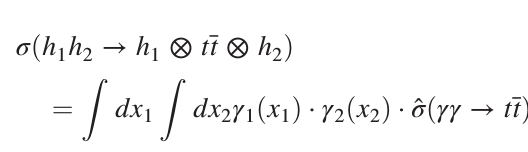 σ(h₁h₂ → h₁ ⊗ tt̄ ⊗ h₂)
= ∫ dx₁ ∫ dx₂γ₁(x₁) · γ₂(x₂) · σ̂(γγ → tt̄)